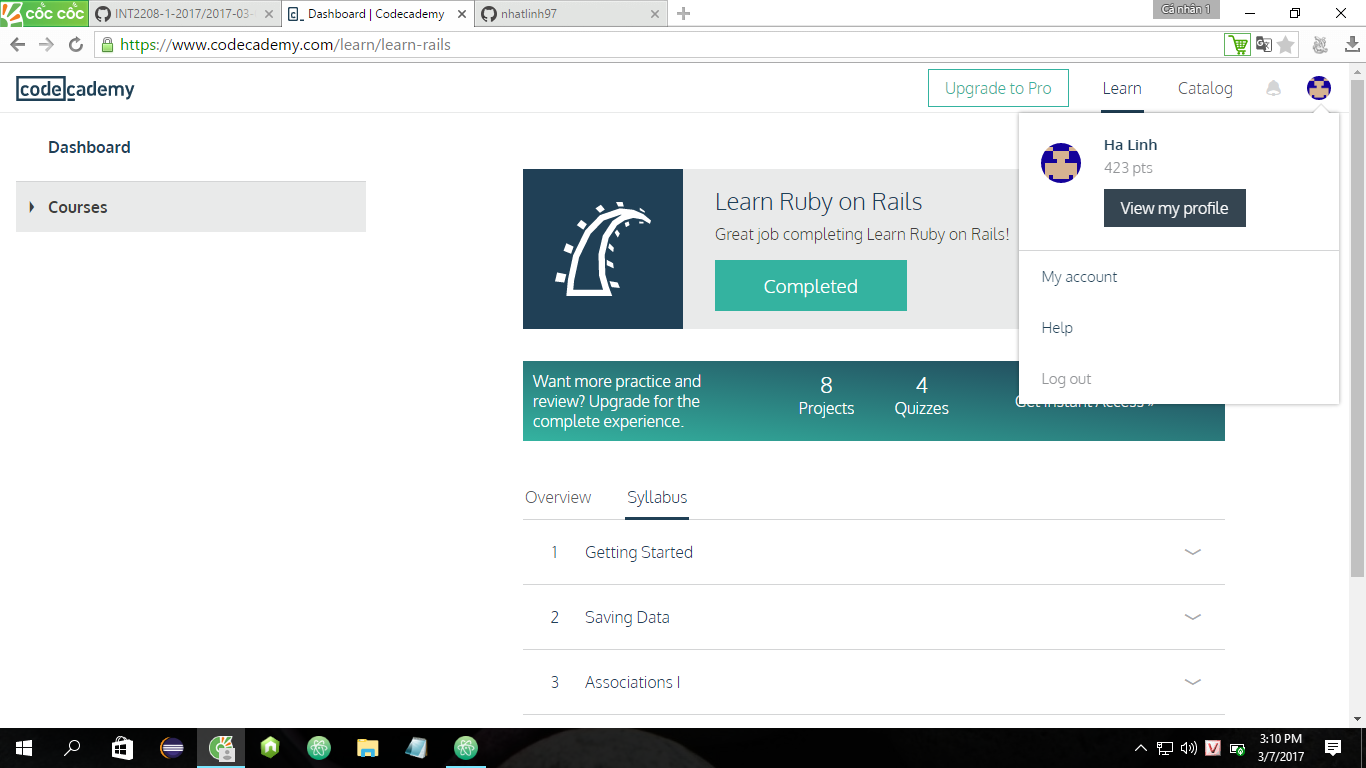 CỐC CỐC
INT2208-1-2017/2017-03-
Dashboard | Codecademy
nhatlinh97
Cá nhân 1
https://www.codecademy.com/learn/learn-rails
codecademy
Upgrade to Pro
Learn
Catalog
Dashboard
Courses
Ha Linh
423 pts
View my profile
My account
Help
Log out
Learn Ruby on Rails
Great job completing Learn Ruby on Rails!
Completed
Want more practice and
review? Upgrade for the
complete experience.
8
Projects
4
Quizzes
Get Instant Access »
Overview
Syllabus
1 Getting Started
2 Saving Data
3 Associations I
3:10 PM
3/7/2017